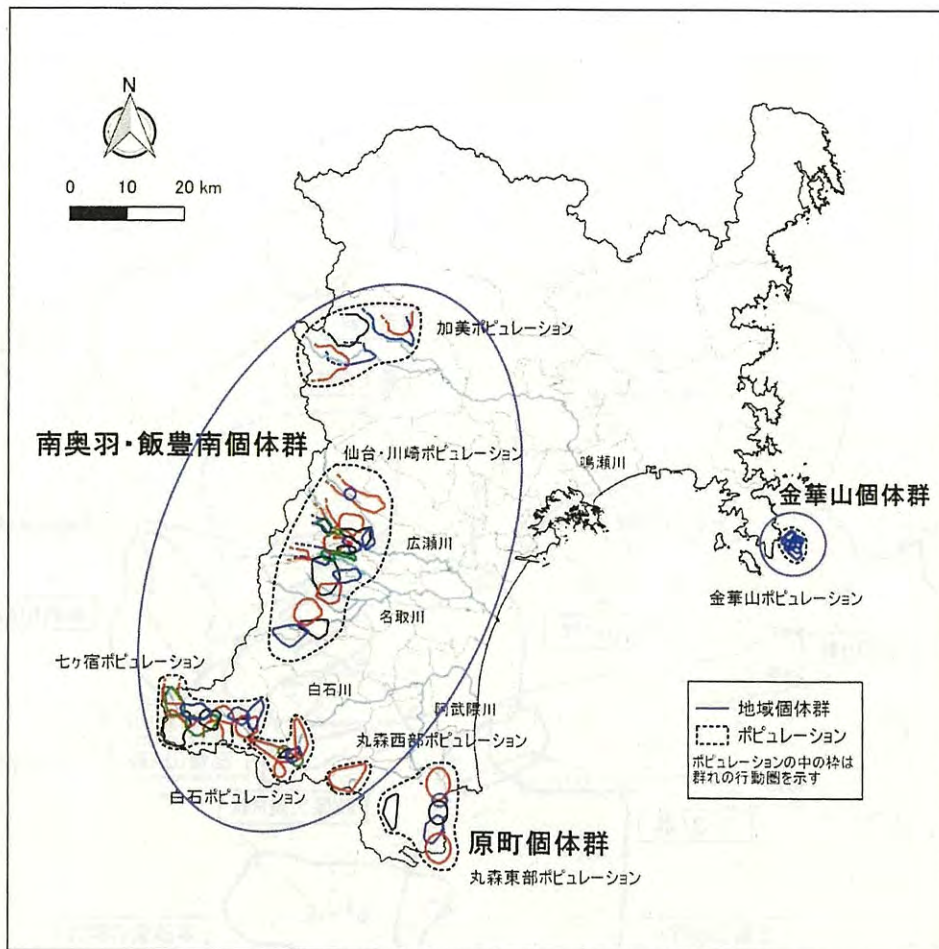 N
0 10 20 km
加美ポピュレーション
南奥羽・飯豊南個体群
仙台・川崎ポピュレーション
鳴瀬川
金華山個体群
広瀬川
金華山ポピュレーション
名取川
七ヶ宿ポピュレーション
白石川
阿武隈川
丸森西部ポピュレーション
白石ポピュレーション
原町個体群
丸森東部ポピュレーション
地域個体群
ポピュレーション
ポピュレーションの中の枠は
群れの行動圏を示す